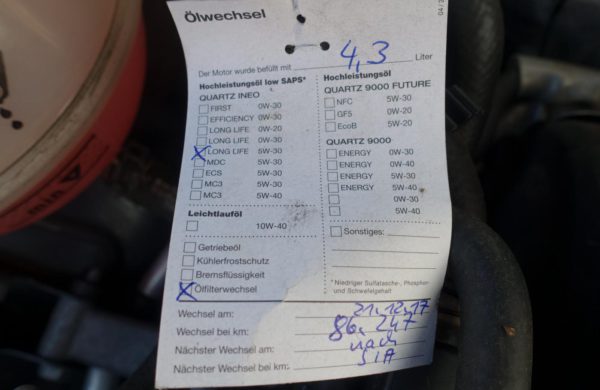 Ölwechsel
Der Motor wurde befüllt mit 4,3 Liter
Hochleistungsöl low SAPS*
QUARTZ INEO
FIRST 0W-30
EFFICIENCY 0W-30
LONG LIFE 0W-20
LONG LIFE 0W-30
X LONG LIFE 5W-30
MDC 5W-30
ECS 5W-30
MC3 5W-30
MC3 5W-40
Leichtlauföl
10W-40
Getriebeöl
Kühlerfrostschutz
Bremsflüssigkeit
X Ölfilterwechsel
Hochleistungsöl
QUARTZ 9000 FUTURE
NFC 5W-30
GF5 0W-20
EcoB 5W-20
QUARTZ 9000
ENERGY 0W-30
ENERGY 0W-40
ENERGY 5W-30
ENERGY 5W-40
0W-30
5W-40
Sonstiges:
* Niedriger Sulfatasche-, Phosphor-
und Schwefelgehalt
Wechsel am: 21.12.17
Wechsel bei km: 86.247
Nächster Wechsel am: nach
Nächster Wechsel bei km: SIA
04/2
min